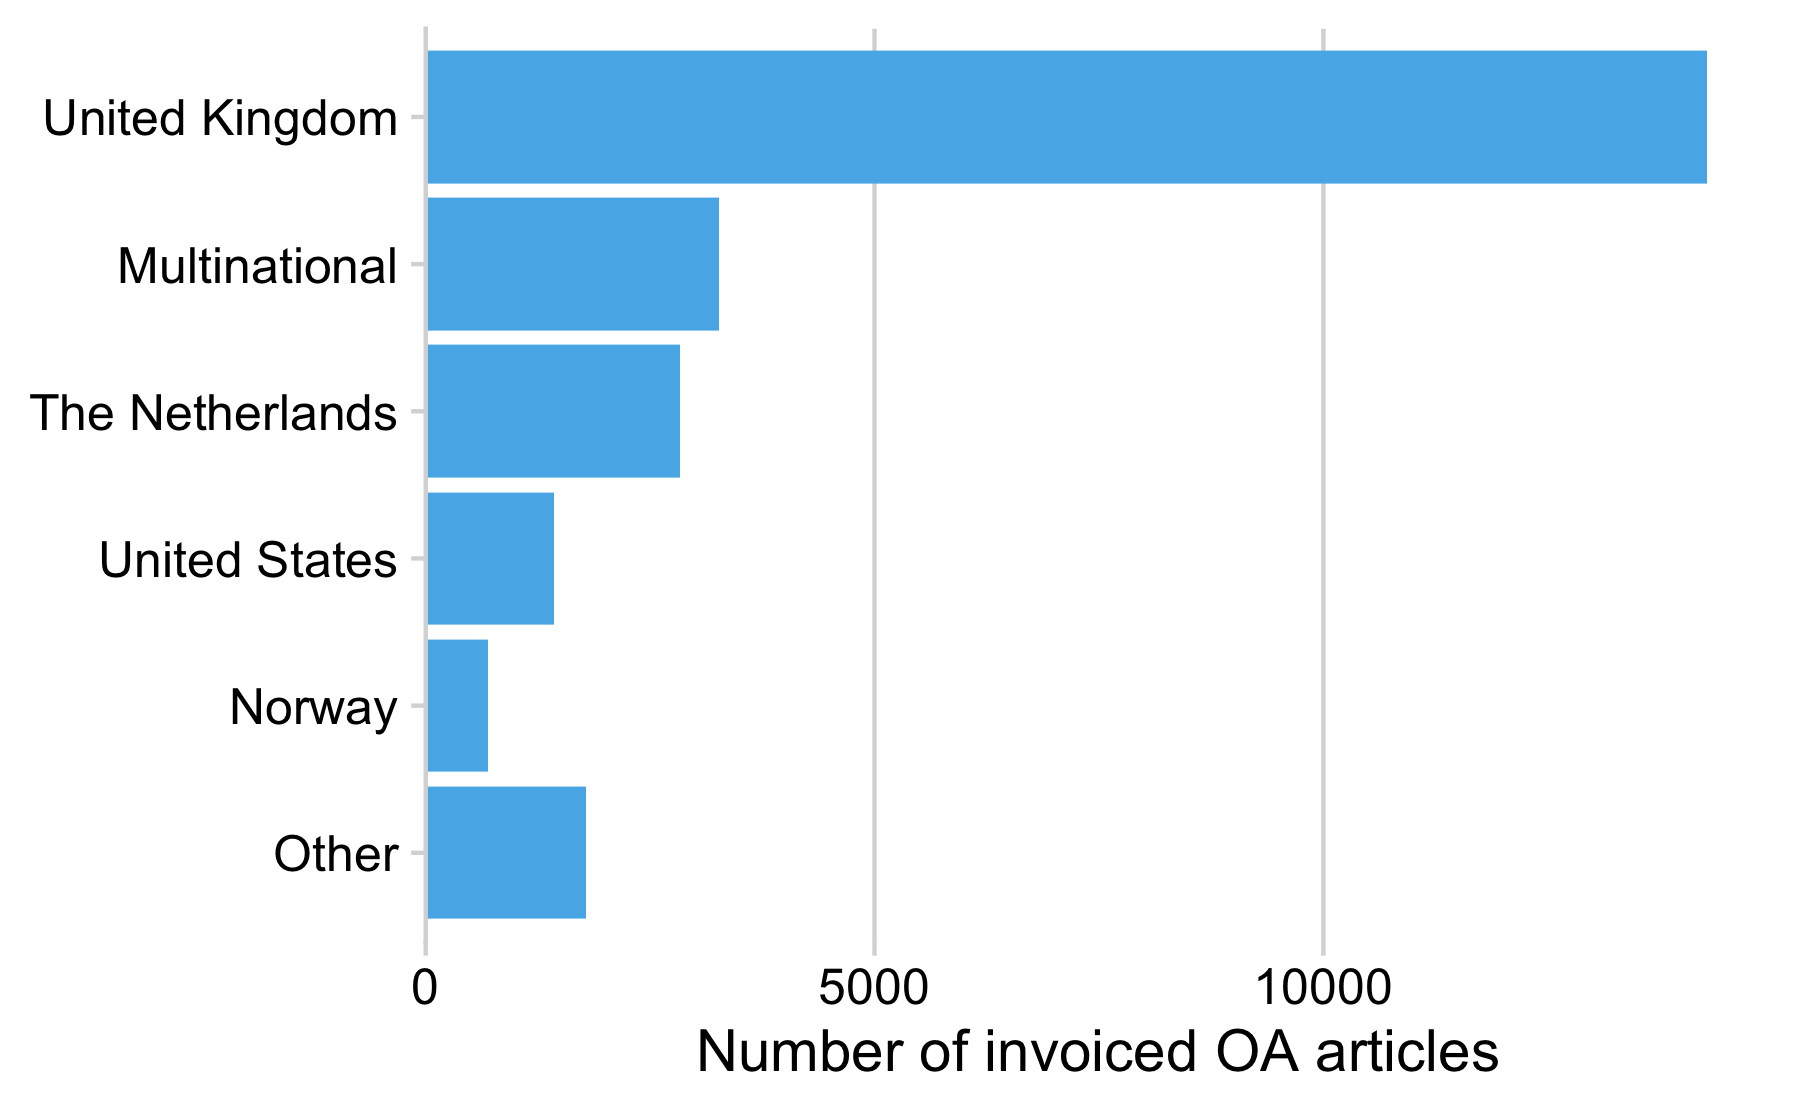 United Kingdom
Multinational
The Netherlands
United States
Norway
Other
0 5000 10000
Number of invoiced OA articles